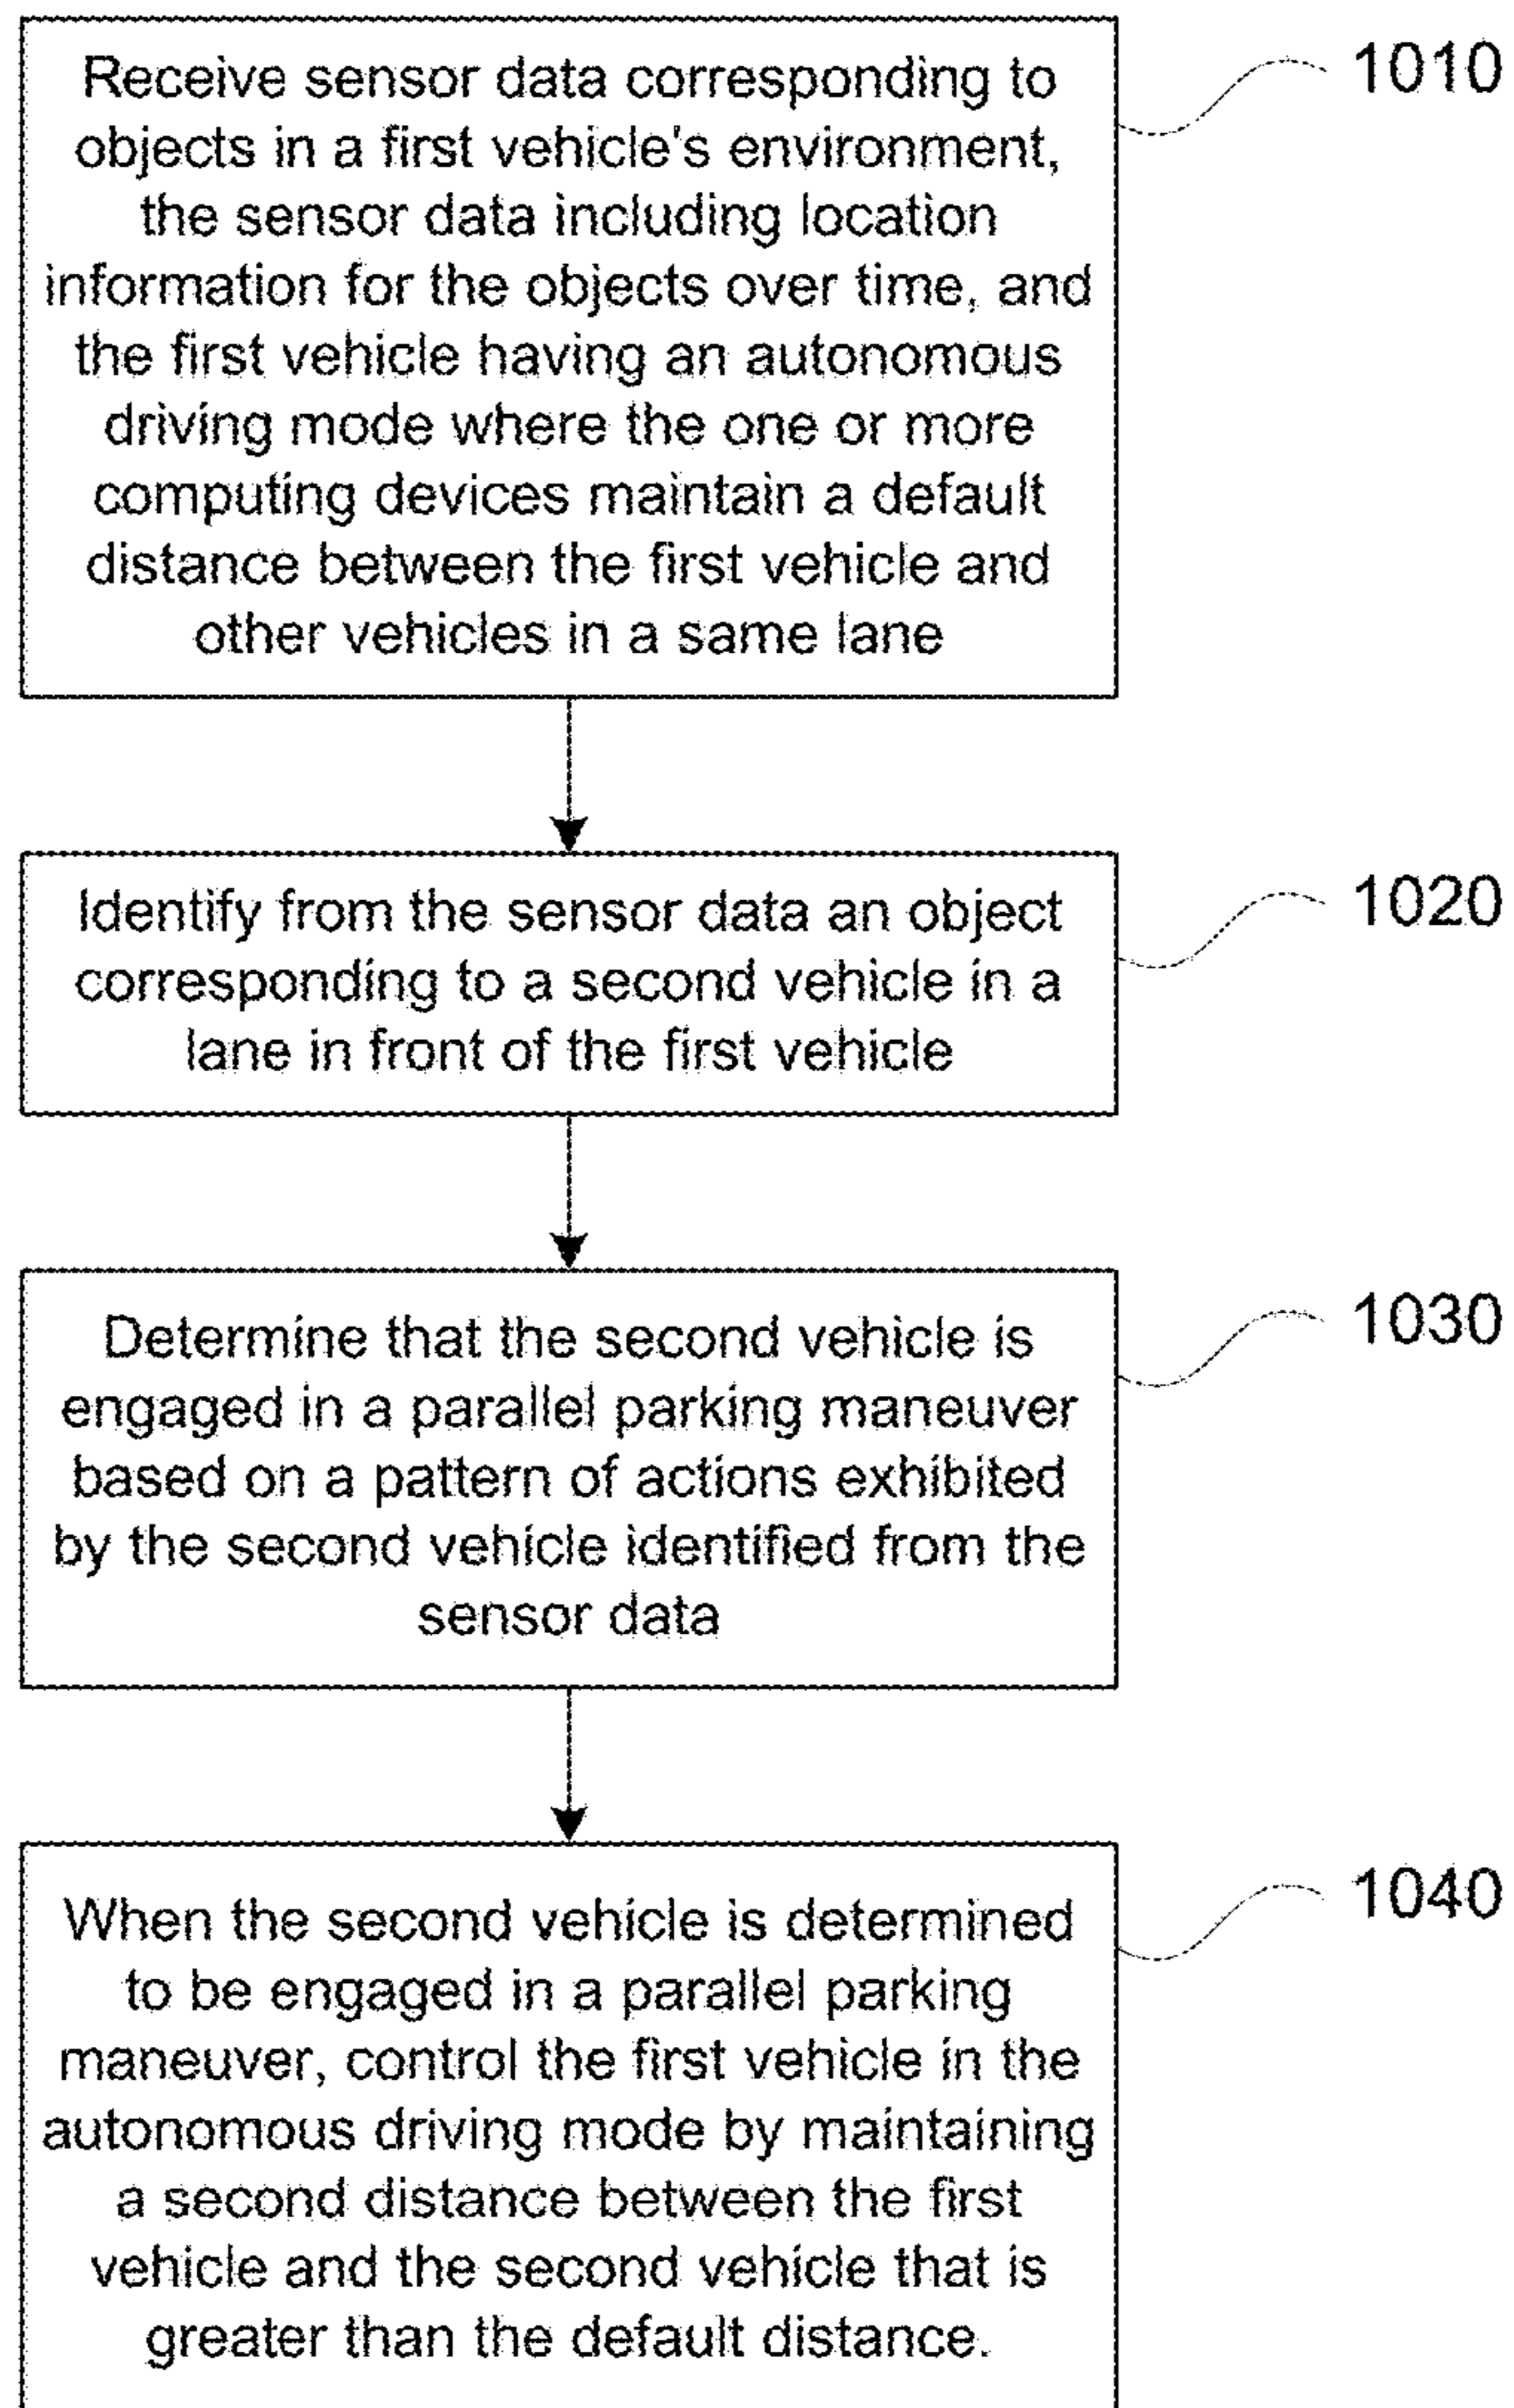 Receive sensor data corresponding to
objects in a first vehicle's environment,
the sensor data including location
information for the objects over time, and
the first vehicle having an autonomous
driving mode where the one or more
computing devices maintain a default
distance between the first vehicle and
other vehicles in a same lane
1010
Identify from the sensor data an object
corresponding to a second vehicle in a
lane in front of the first vehicle
1020
Determine that the second vehicle is
engaged in a parallel parking maneuver
based on a pattern of actions exhibited
by the second vehicle identified from the
sensor data
1030
When the second vehicle is determined
to be engaged in a parallel parking
maneuver, control the first vehicle in the
autonomous driving mode by maintaining
a second distance between the first
vehicle and the second vehicle that is
greater than the default distance.
1040